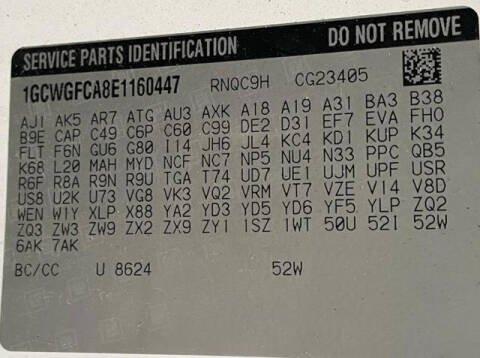 SERVICE PARTS IDENTIFICATION DO NOT REMOVE
1GCWGFCA8E1160447 RNQC9H CG23405
AJ1 AK5 AR7 ATG AU3 AXK A18 A19 A31 BA3 B38
B9E CAP C49 C6P C60 C99 DE2 D31 EF7 EVA FHO
FLT F6N GU6 G80 I14 JH6 JL4 KC4 KD1 KUP K34
K68 L20 MAH MYD NCF NC7 NP5 NU4 N33 PPC QB5
R6F R8A R9N R9U TGA T74 UD7 UE1 UJM UPF USR
US8 U2K U73 VG8 VK3 VQ2 VRM VT7 VZE V14 V8D
WEN W1Y XLP X88 YA2 YD3 YD5 YD6 YF5 YLP ZQ2
ZQ3 ZW3 ZW9 ZX2 ZX9 ZY1 1SZ 1WT 50U 52I 52W
6AK 7AK
BC/CC U 8624 52W